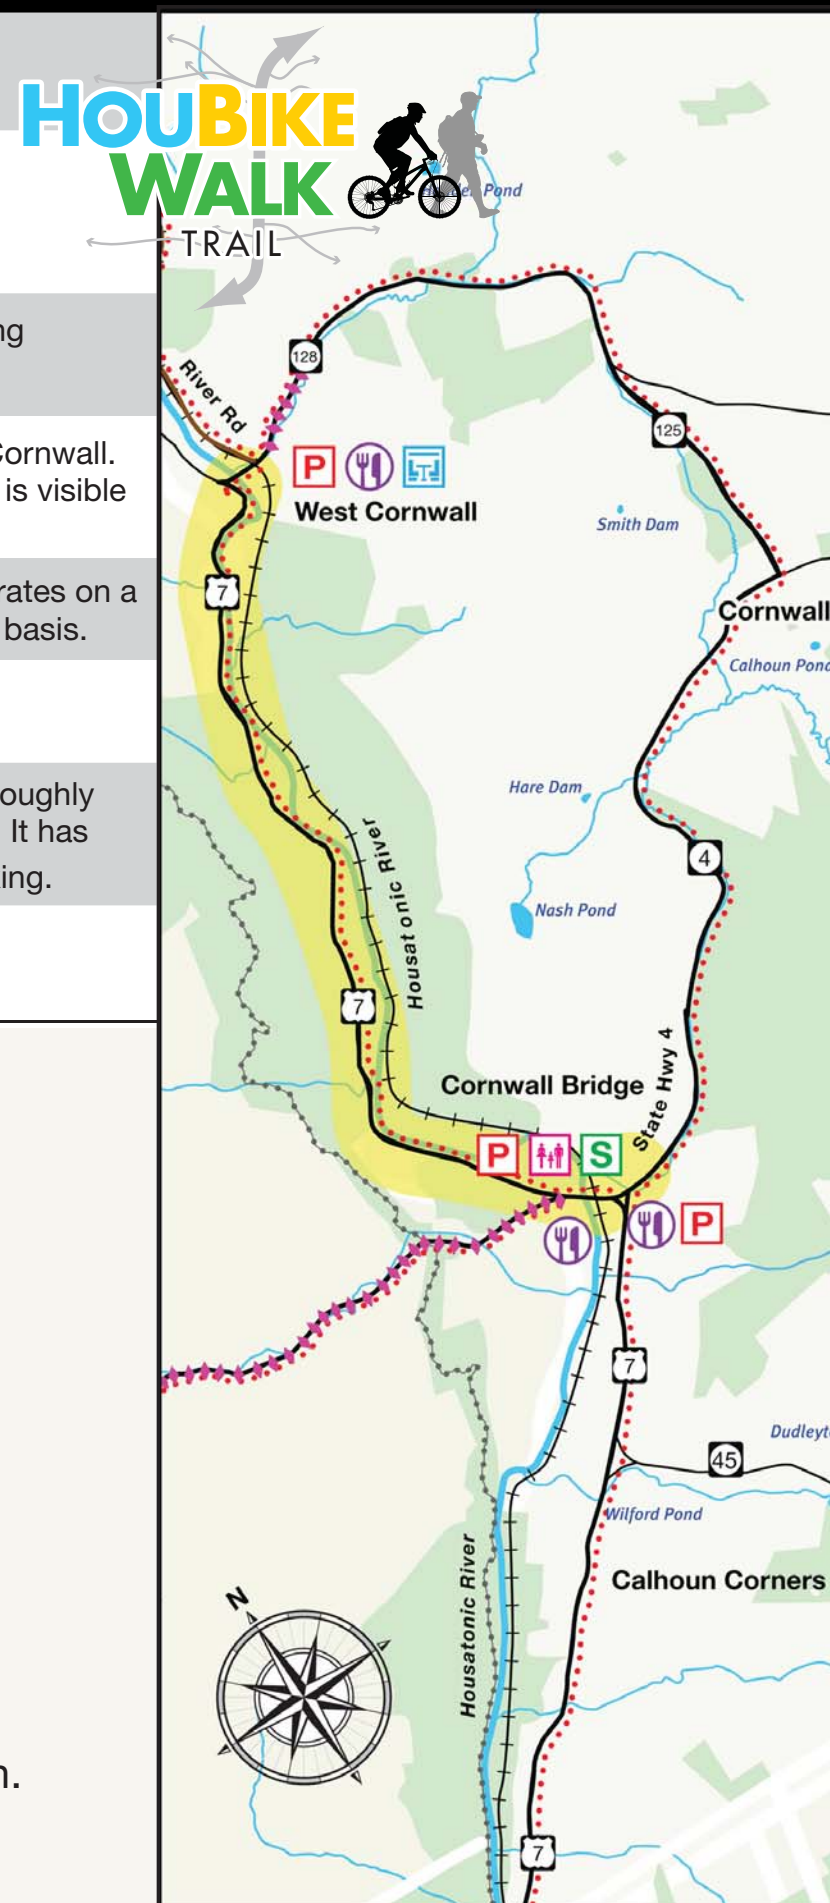 HOUBIKE
WALK
TRAIL
ng
Cornwall.
is visible
rates on a
basis.
oughly
It has
ing.
n.
Pond
128
River Rd
P
West Cornwall
125
Smith Dam
7
Cornwall
Calhoun Pond
Hare Dam
4
Housatonic River
Nash Pond
7
State Hwy 4
Cornwall Bridge
P
S
P
7
Dudleyt
45
Wilford Pond
Housatonic River
Calhoun Corners
N
7